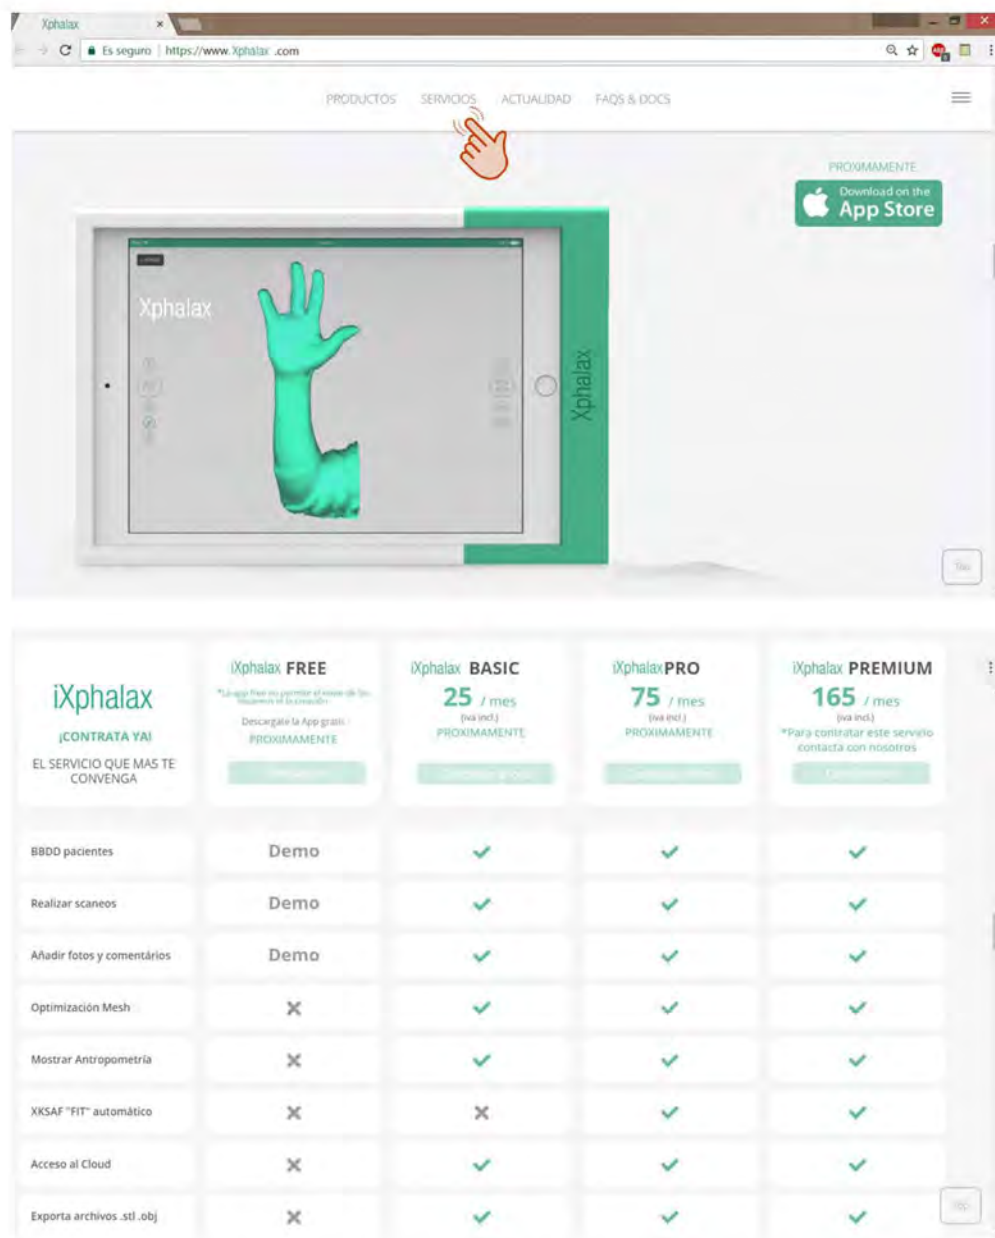 Xphalax
Es seguro | https://www.Xphalax .com
PRODUCTOS SERVICIOS ACTUALIDAD FAQS & DOCS
PROXIMAMENTE
Download on the
App Store
Xphalax
Xphalax
Top
iXphalax
¡CONTRATA YA!
EL SERVICIO QUE MAS TE
CONVENGA
iXphalax FREE
Descargate la App gratis
PROXIMAMENTE
iXphalax BASIC
25 / mes
(iva incl.)
PROXIMAMENTE
iXphalax PRO
75 / mes
(iva incl.)
PROXIMAMENTE
iXphalax PREMIUM
165 / mes
(iva incl.)
*Para contratar este servicio
contacta con nosotros
BBDD pacientes Demo
Realizar scaneos Demo
Añadir fotos y comentários Demo
Optimización Mesh
Mostrar Antropometría
XKSAF "FIT" automático
Acceso al Cloud
Exporta archivos .stl .obj
Top